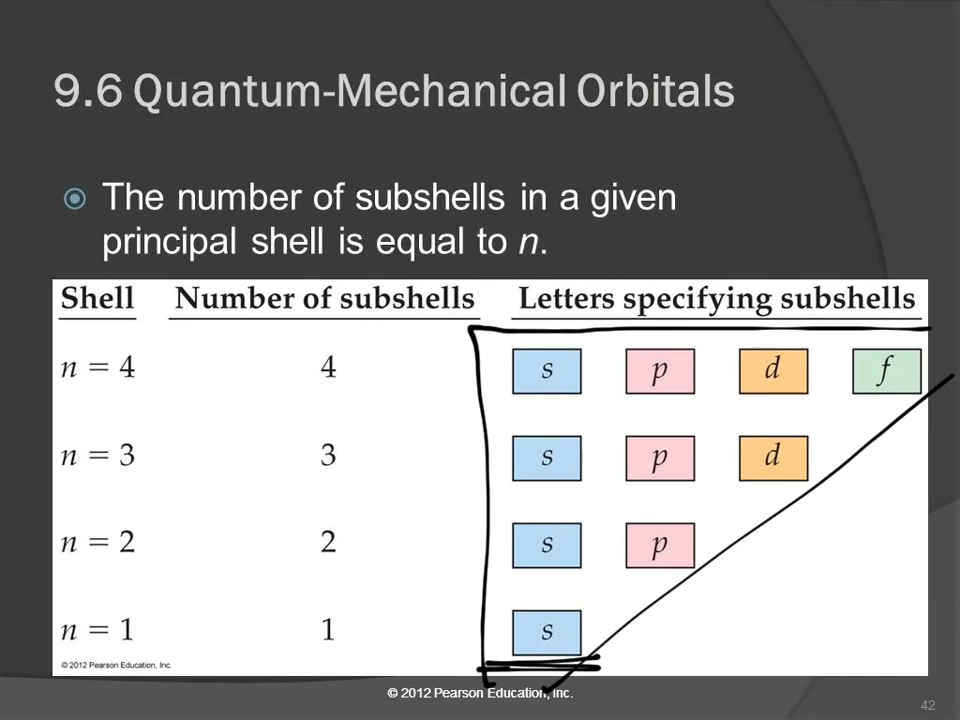 9.6 Quantum-Mechanical Orbitals
The number of subshells in a given
principal shell is equal to n.
Shell Number of subshells Letters specifying subshells
n = 4 4 s p d f
n = 3 3 s p d
n = 2 2 s p
n = 1 1 s
© 2012 Pearson Education, Inc.
© 2012 Pearson Education, Inc.
42